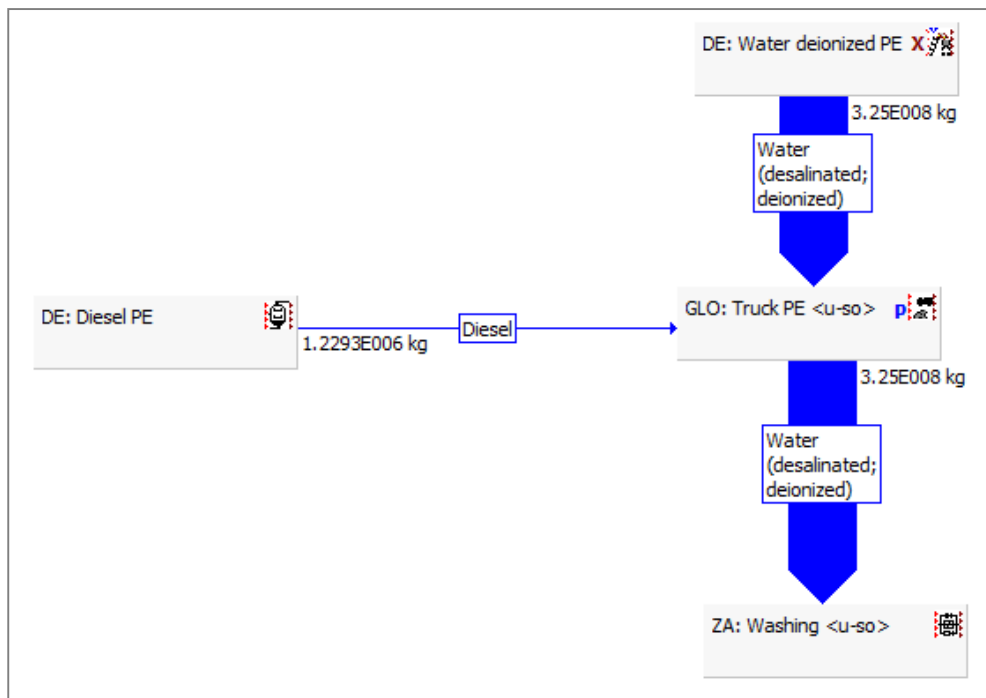 DE: Water deionized PE X
3.25E008 kg
Water
(desalinated;
deionized)
DE: Diesel PE
1.2293E006 kg
Diesel
GLO: Truck PE <u-so> p
3.25E008 kg
Water
(desalinated;
deionized)
ZA: Washing <u-so>